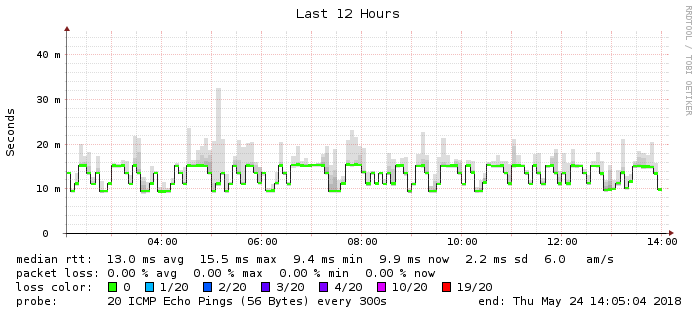 Last 12 Hours
RRDTOOL / TOBI OETIKER
Seconds
40 m
30 m
20 m
10 m
0
04:00 06:00 08:00 10:00 12:00 14:00
median rtt: 13.0 ms avg 15.5 ms max 9.4 ms min 9.9 ms now 2.2 ms sd 6.0 am/s
packet loss: 0.00 % avg 0.00 % max 0.00 % min 0.00 % now
loss color: 0 1/20 2/20 3/20 4/20 10/20 19/20
probe: 20 ICMP Echo Pings (56 Bytes) every 300s end: Thu May 24 14:05:04 2018